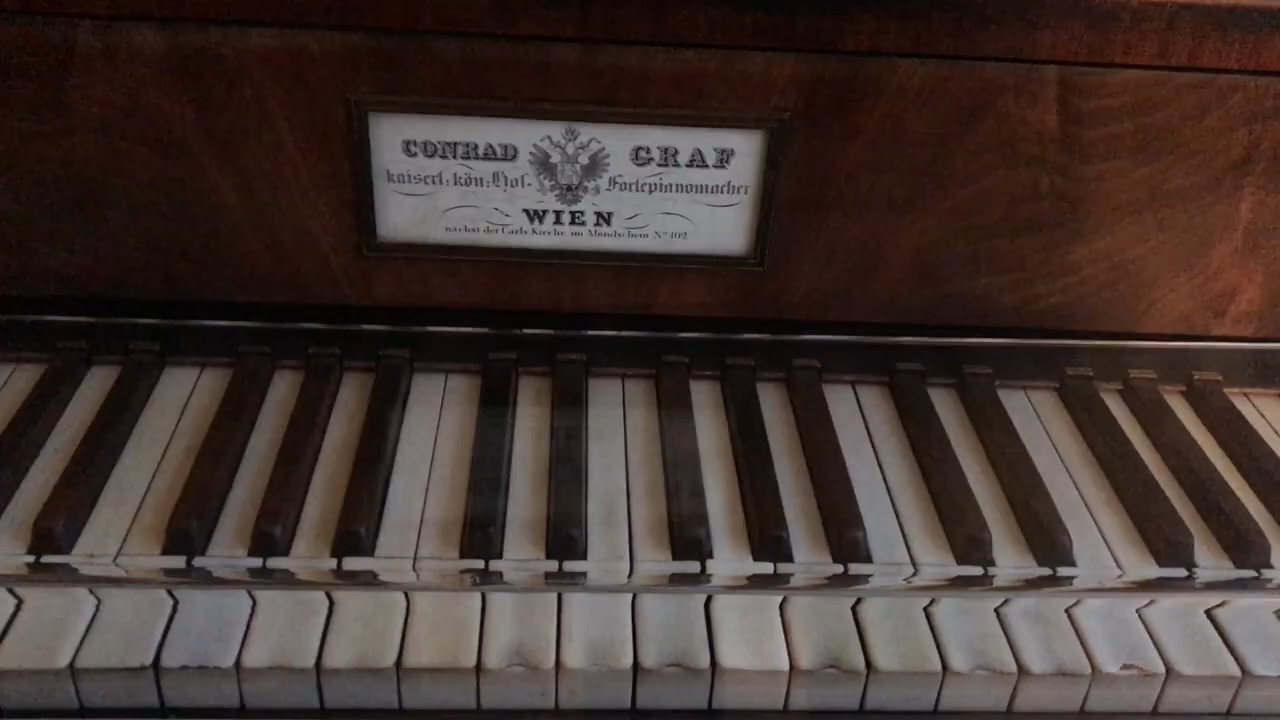 CONRAD GRAF
kaiserl: kön: Hof- Fortepianomacher
WIEN
nächst der Carls Kirche im Mondschein Nº 102